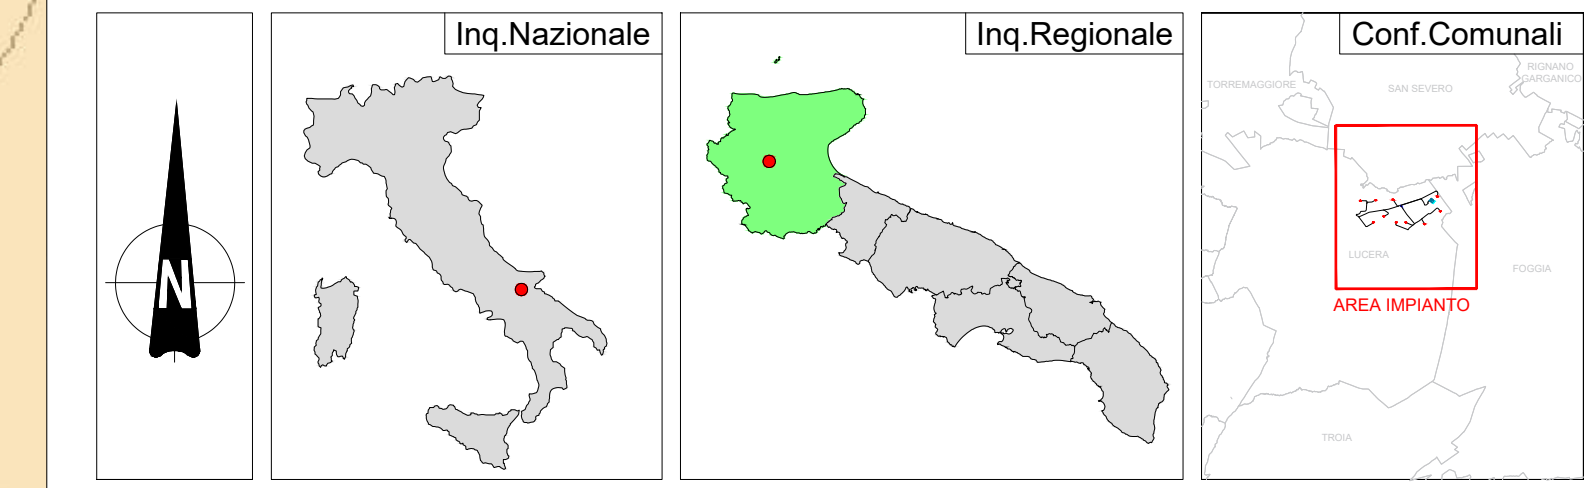 N
Inq.Nazionale
Inq.Regionale
Conf.Comunali
TORREMAGGIORE
SAN SEVERO
RIGNANO
GARGANICO
LUCERA
FOGGIA
AREA IMPIANTO
TROIA